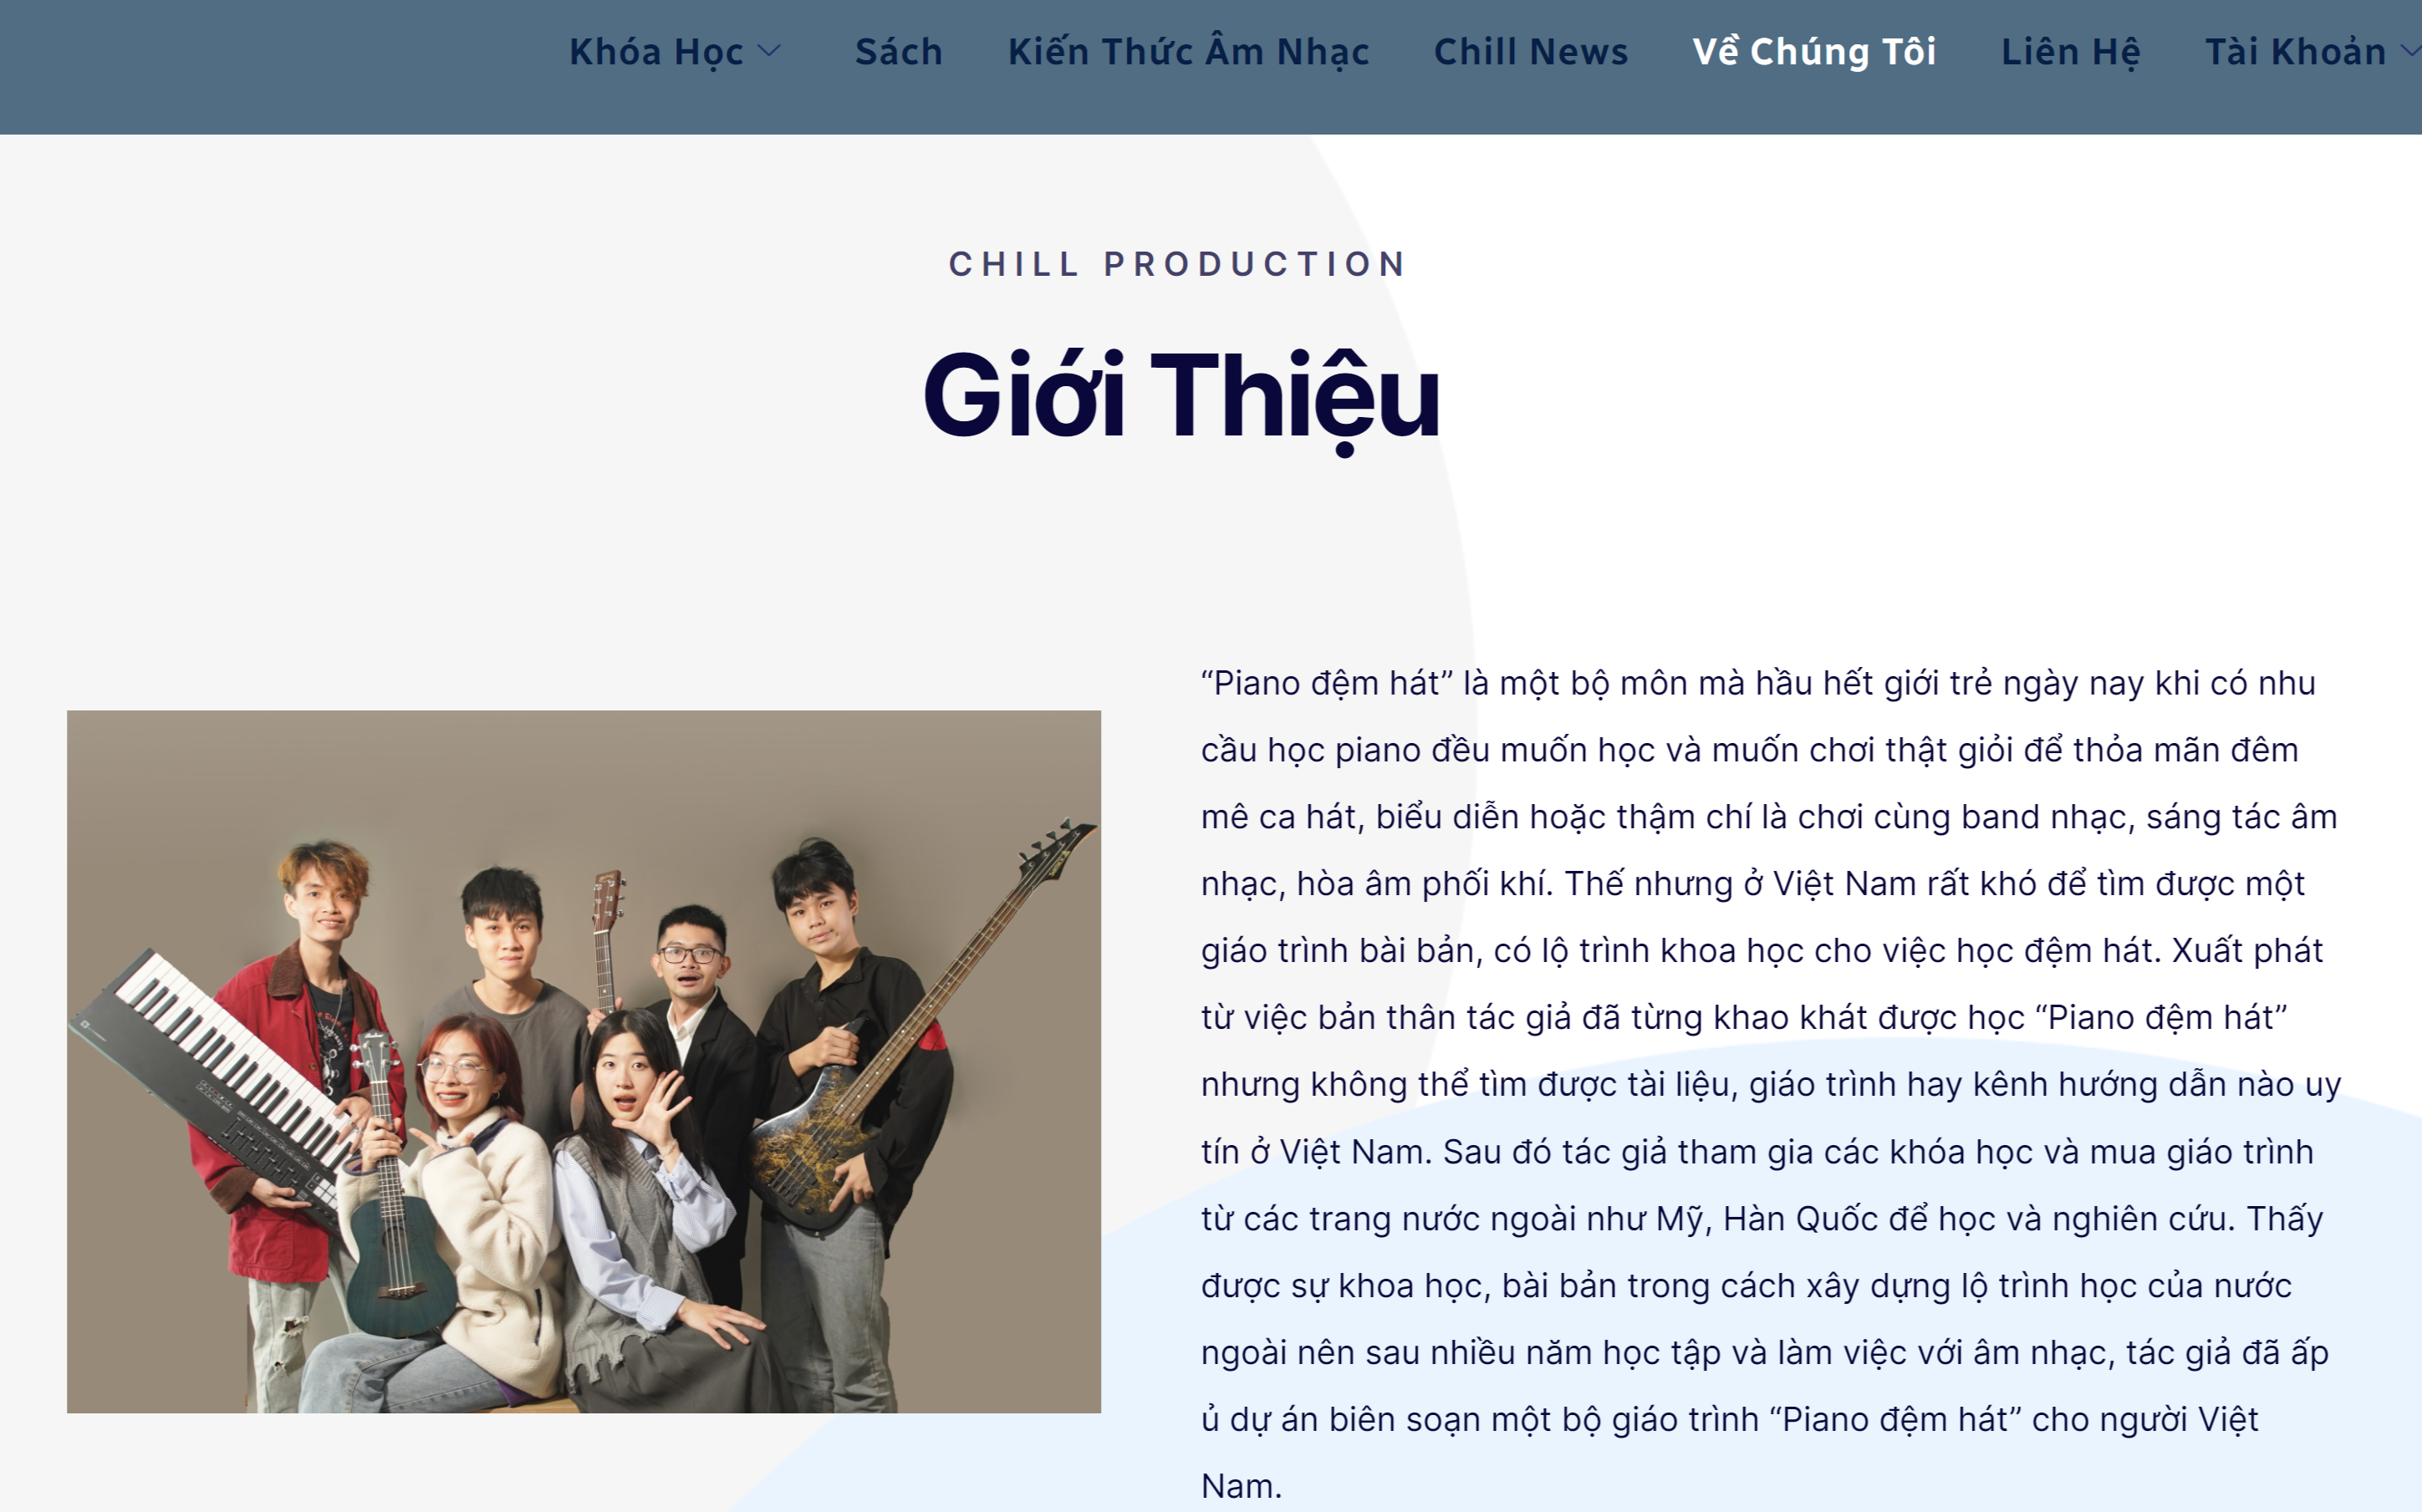 Khóa Học
Sách
Kiến Thức Âm Nhạc
Chill News
Về Chúng Tôi
Liên Hệ
Tài Khoản
CHILL PRODUCTION
Giới Thiệu
“Piano đệm hát” là một bộ môn mà hầu hết giới trẻ ngày nay khi có nhu
cầu học piano đều muốn học và muốn chơi thật giỏi để thỏa mãn đêm
mê ca hát, biểu diễn hoặc thậm chí là chơi cùng band nhạc, sáng tác âm
nhạc, hòa âm phối khí. Thế nhưng ở Việt Nam rất khó để tìm được một
giáo trình bài bản, có lộ trình khoa học cho việc học đệm hát. Xuất phát
từ việc bản thân tác giả đã từng khao khát được học “Piano đệm hát”
nhưng không thể tìm được tài liệu, giáo trình hay kênh hướng dẫn nào uy
tín ở Việt Nam. Sau đó tác giả tham gia các khóa học và mua giáo trình
từ các trang nước ngoài như Mỹ, Hàn Quốc để học và nghiên cứu. Thấy
được sự khoa học, bài bản trong cách xây dựng lộ trình học của nước
ngoài nên sau nhiều năm học tập và làm việc với âm nhạc, tác giả đã ấp
ủ dự án biên soạn một bộ giáo trình “Piano đệm hát” cho người Việt
Nam.